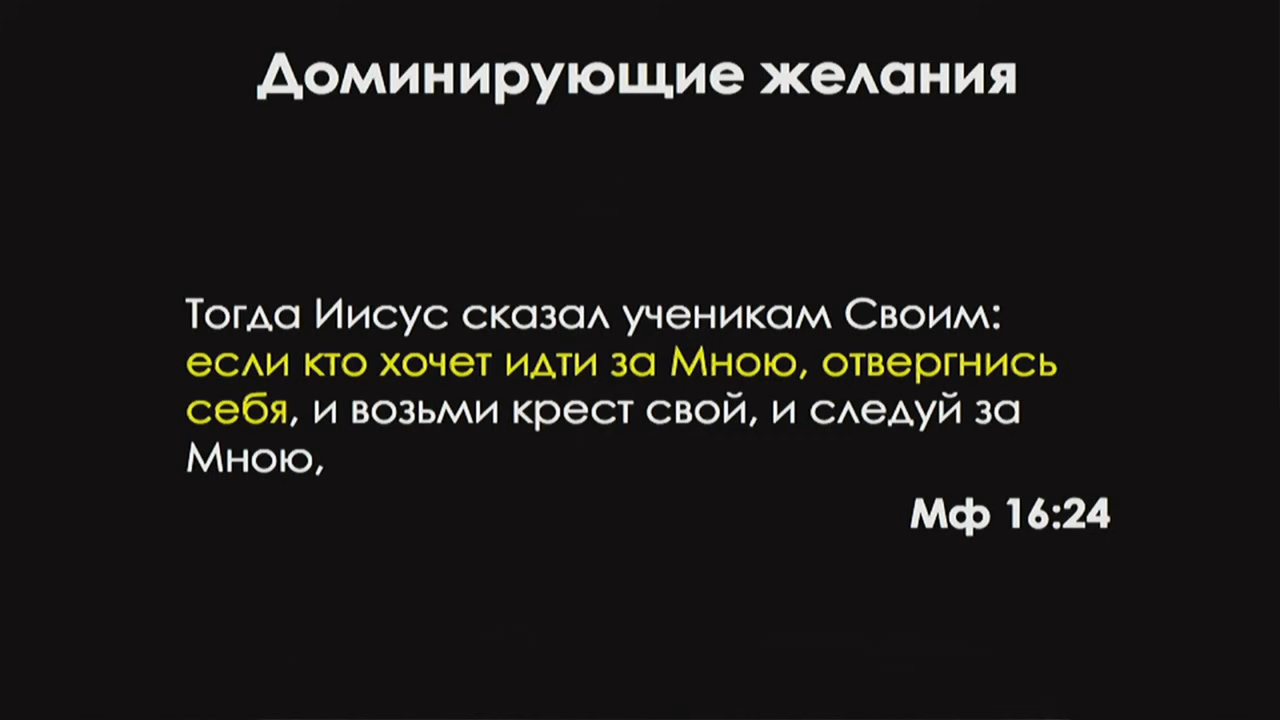 Доминирующие желания
Тогда Иисус сказал ученикам Своим:
если кто хочет идти за Мною, отвергнись
себя, и возьми крест свой, и следуй за
Мною,
Мф 16:24